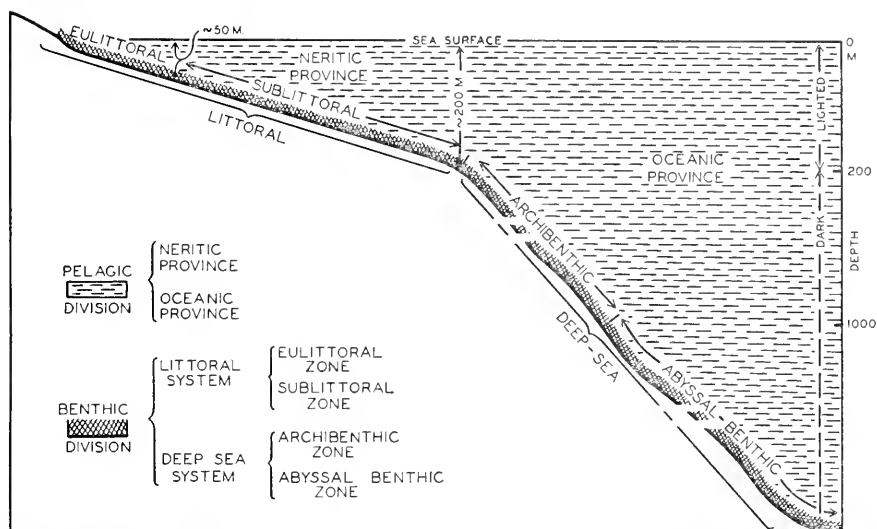 SEA SURFACE
~50 M.
0
M
EULITTORAL
NERITIC
PROVINCE
SUBLITTORAL
LITTORAL
~200 M
LIGHTED
OCEANIC
PROVINCE
200
ARCHIBENTHIC
DARK
DEPTH
1000
DEEP-SEA
ABYSSAL-BENTHIC
PELAGIC
DIVISION
NERITIC
PROVINCE
OCEANIC
PROVINCE
BENTHIC
DIVISION
LITTORAL
SYSTEM
EULITTORAL
ZONE
SUBLITTORAL
ZONE
DEEP SEA
SYSTEM
ARCHIBENTHIC
ZONE
ABYSSAL BENTHIC
ZONE